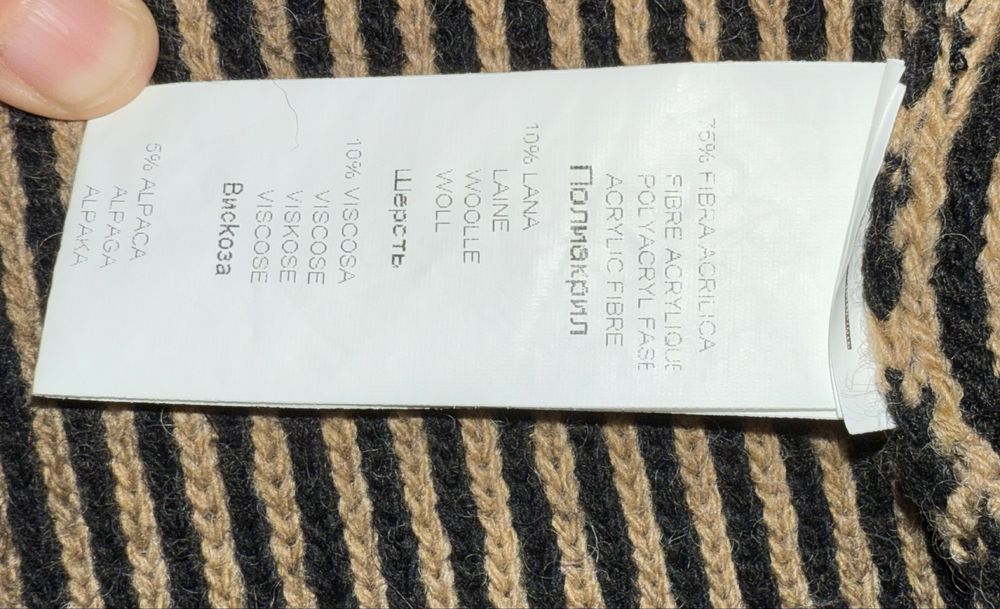 75% FIBRA ACRILICA
FIBRE ACRYLIQUE
POLYACRYL FASE
ACRYLIC FIBRE
Полиакрил
10% LANA
LAINE
WOOLLE
WOLL
Шерсть
10% VISCOSA
VISCOSE
VISKOSE
VISCOSE
Вискоза
5% ALPACA
ALPAGA
ALPAKA